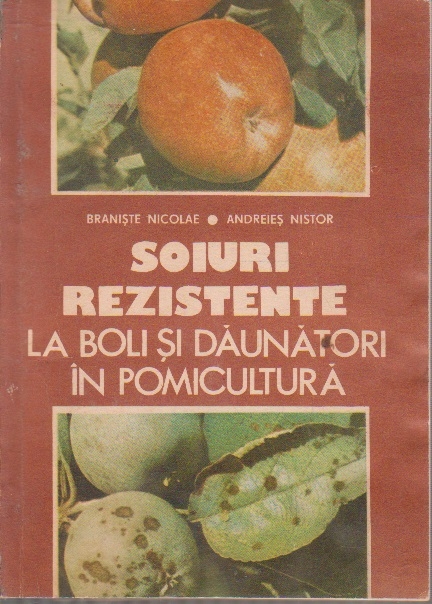 BRANIȘTE NICOLAE ● ANDREIEȘ NISTOR
SOIURI
REZISTENTE
LA BOLI ȘI DĂUNĂTORI
ÎN POMICULTURĂ